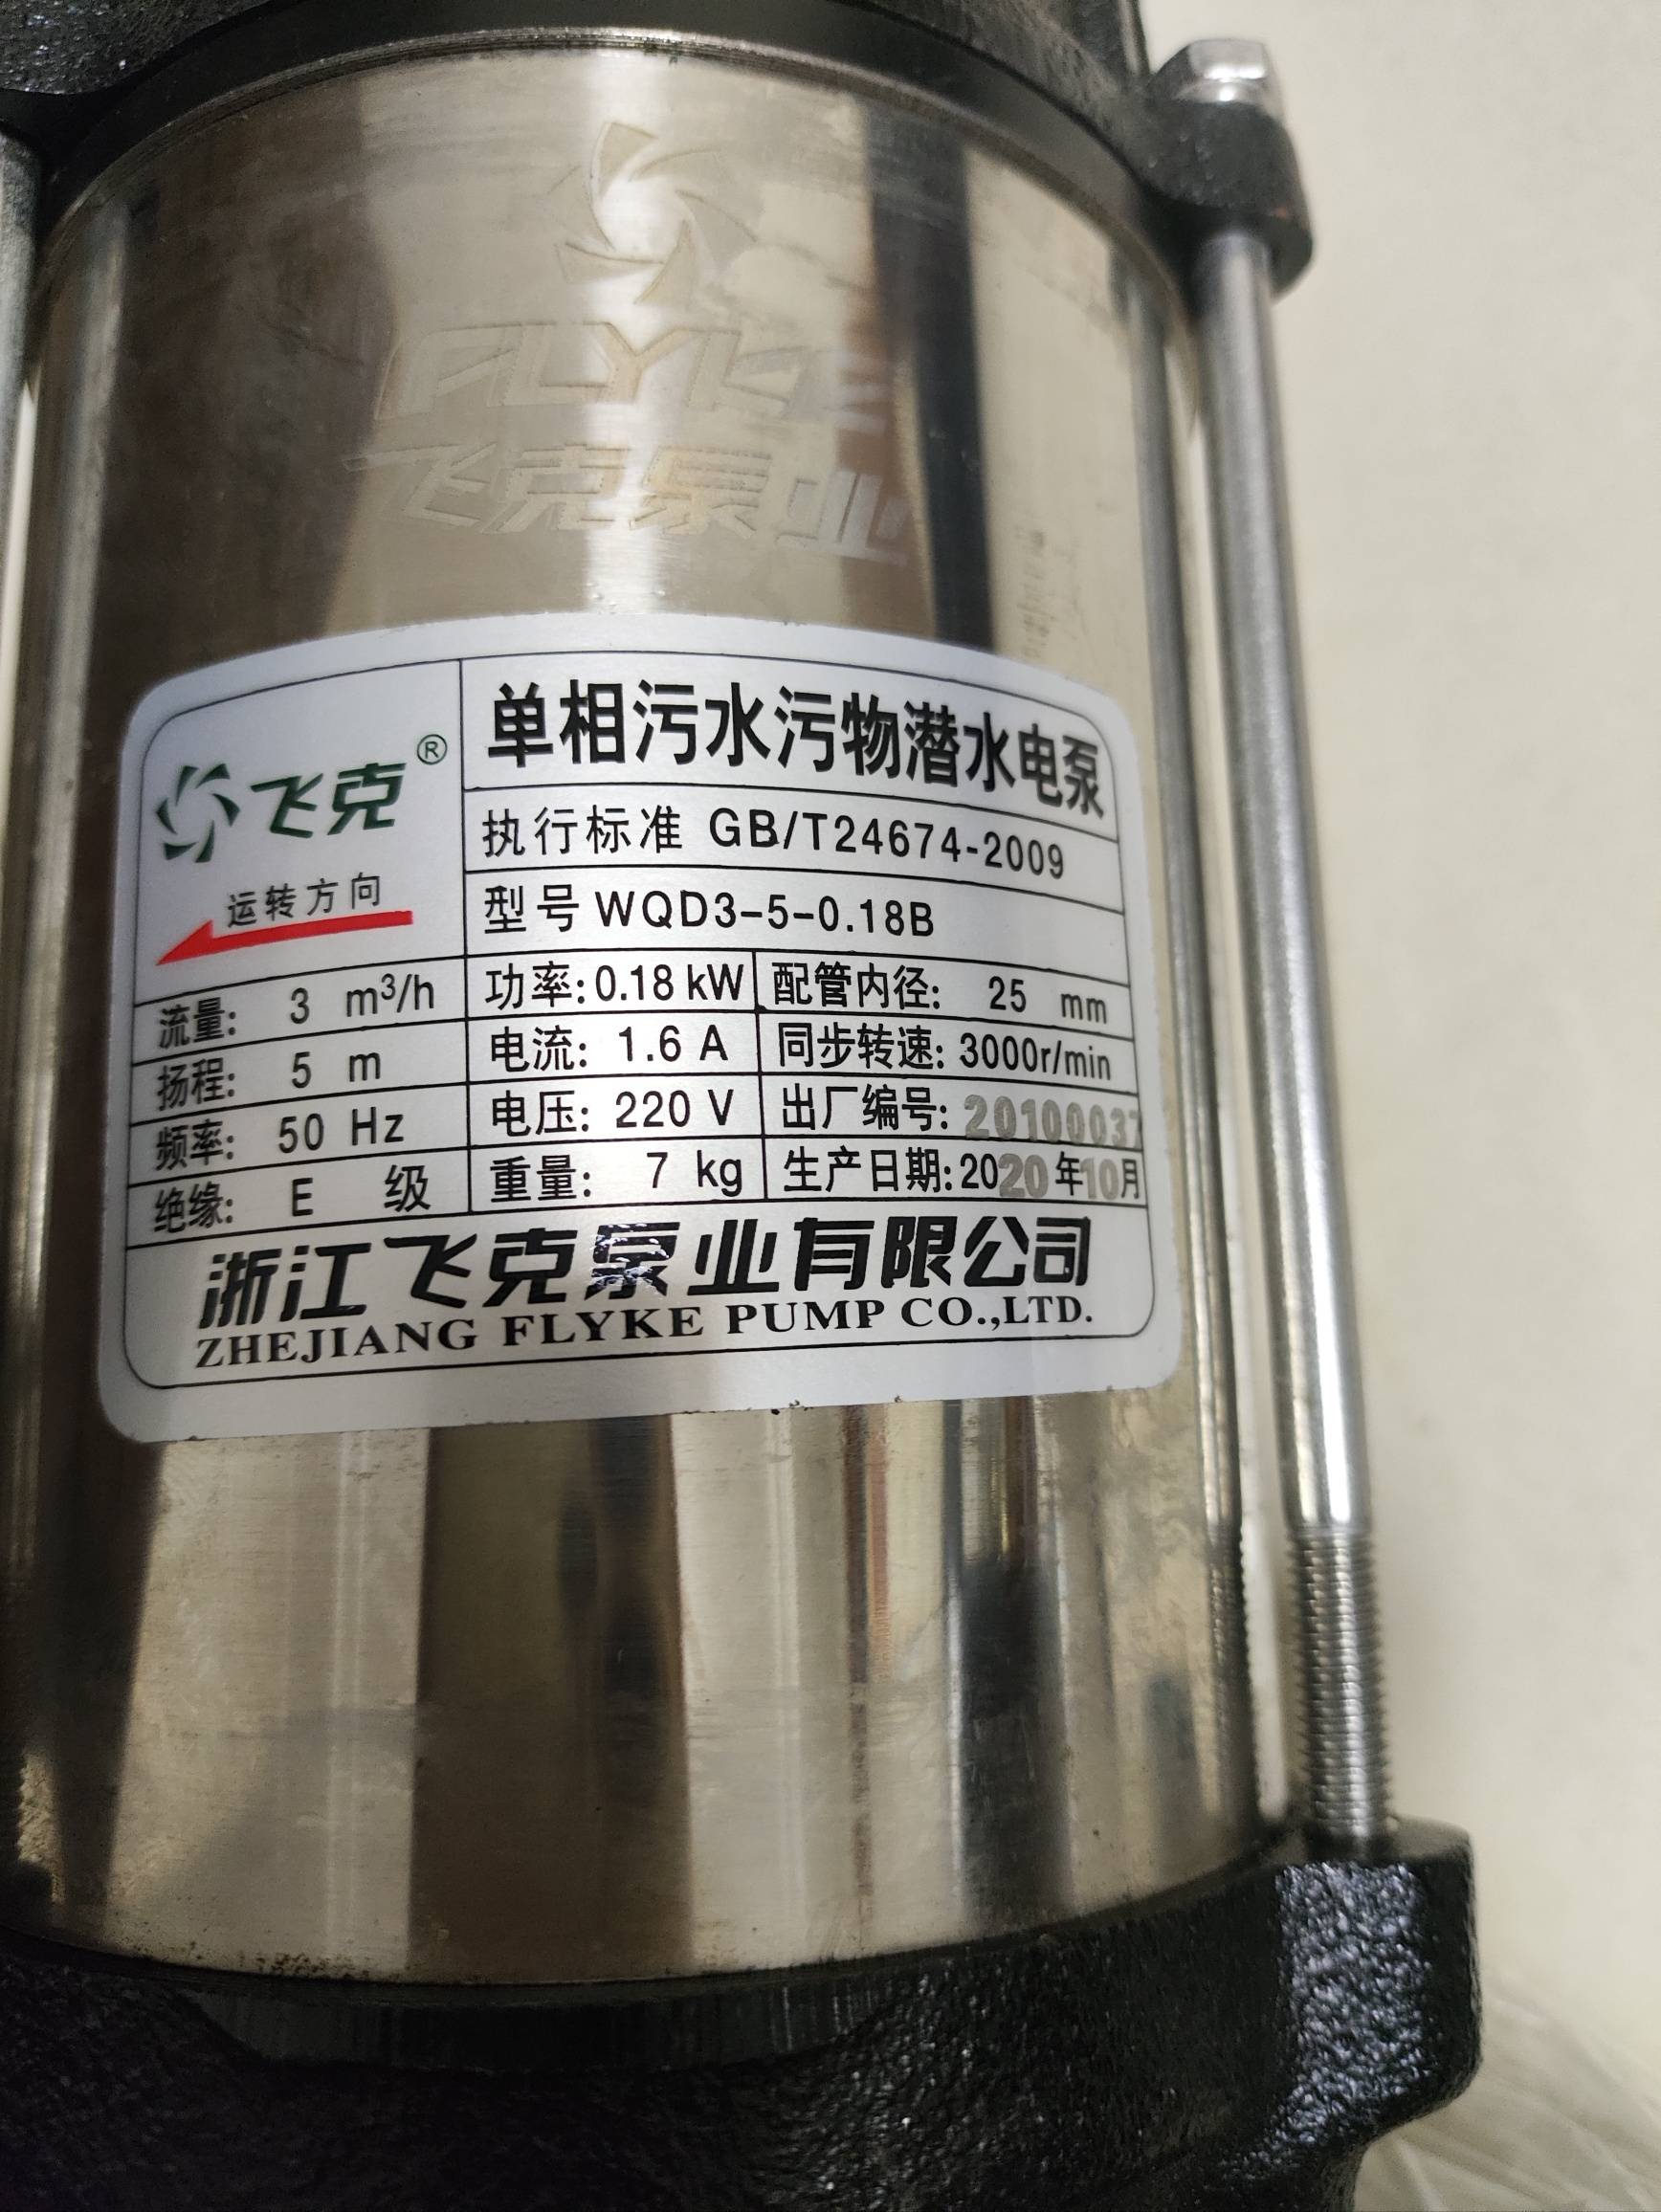 FLYKE
飞克泵业
飞克®
运转方向
单相污水污物潜水电泵
执行标准 GB/T24674-2009
型号 WQD3-5-0.18B
流量: 3 m³/h
功率: 0.18 kW
配管内径: 25 mm
扬程: 5 m
电流: 1.6 A
同步转速: 3000r/min
频率: 50 Hz
电压: 220 V
出厂编号: 20100037
绝缘: E 级
重量: 7 kg
生产日期: 2020年10月
浙江飞克泵业有限公司
ZHEJIANG FLYKE PUMP CO.,LTD.